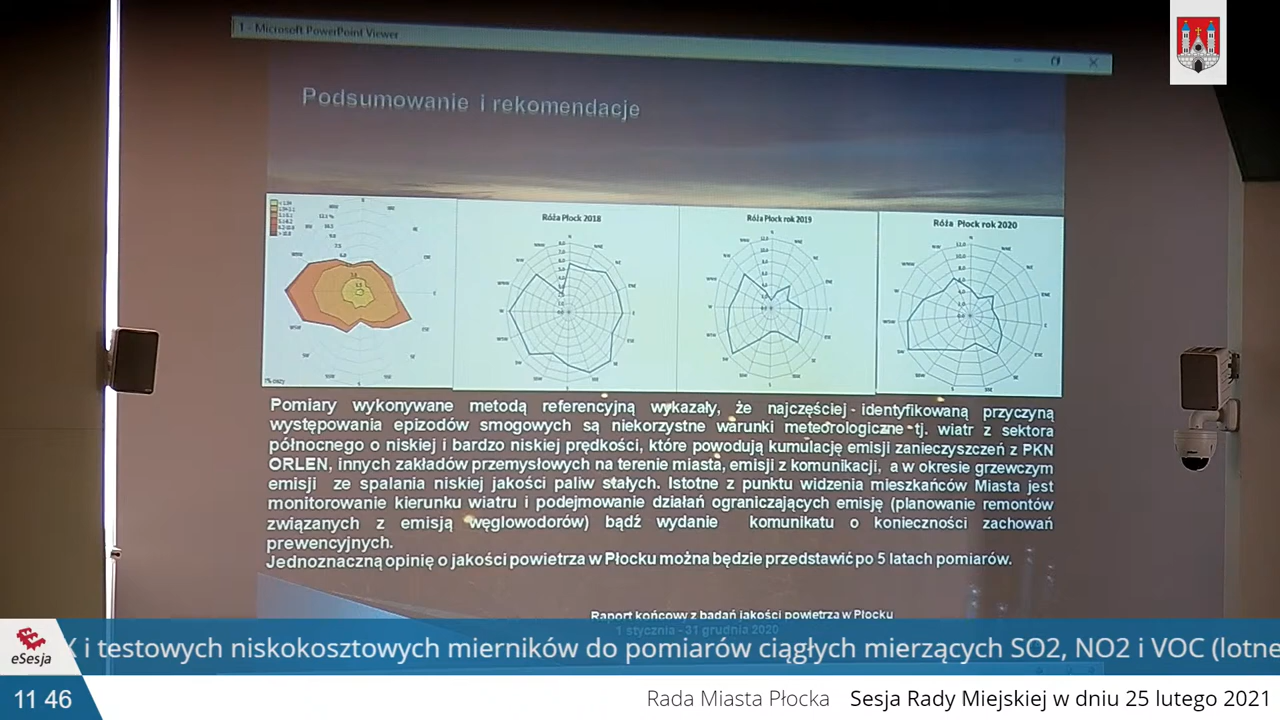 1 - Microsoft PowerPoint Viewer
Podsumowanie i rekomendacje
Róża Płock 2018
Róża Płock rok 2019
Róża Płock rok 2020
Pomiary wykonywane metodą referencyjną wykazały, że najczęściej - identyfikowaną przyczyną
występowania epizodów smogowych są niekorzystne warunki meteorologiczne tj. wiatr z sektora
północnego o niskiej i bardzo niskiej prędkości, które powodują kumulację emisji zanieczyszczeń z PKN
ORLEN, innych zakładów przemysłowych na terenie miasta, emisji z komunikacji, a w okresie grzewczym
emisji ze spalania niskiej jakości paliw stałych. Istotne z punktu widzenia mieszkańców Miasta jest
monitorowanie kierunku wiatru i podejmowanie działań ograniczających emisję (planowanie remontów
związanych z emisją węglowodorów) bądź wydanie komunikatu o konieczności zachowań
prewencyjnych.
Jednoznaczną opinię o jakości powietrza w Płocku można będzie przedstawić po 5 latach pomiarów.
Raport końcowy z badań jakości powietrza w Płocku
1 stycznia - 31 grudnia 2020
X i testowych niskokosztowych mierników do pomiarów ciągłych mierzących SO2, NO2 i VOC (lotne
eSesja
11 46
Rada Miasta Płocka Sesja Rady Miejskiej w dniu 25 lutego 2021